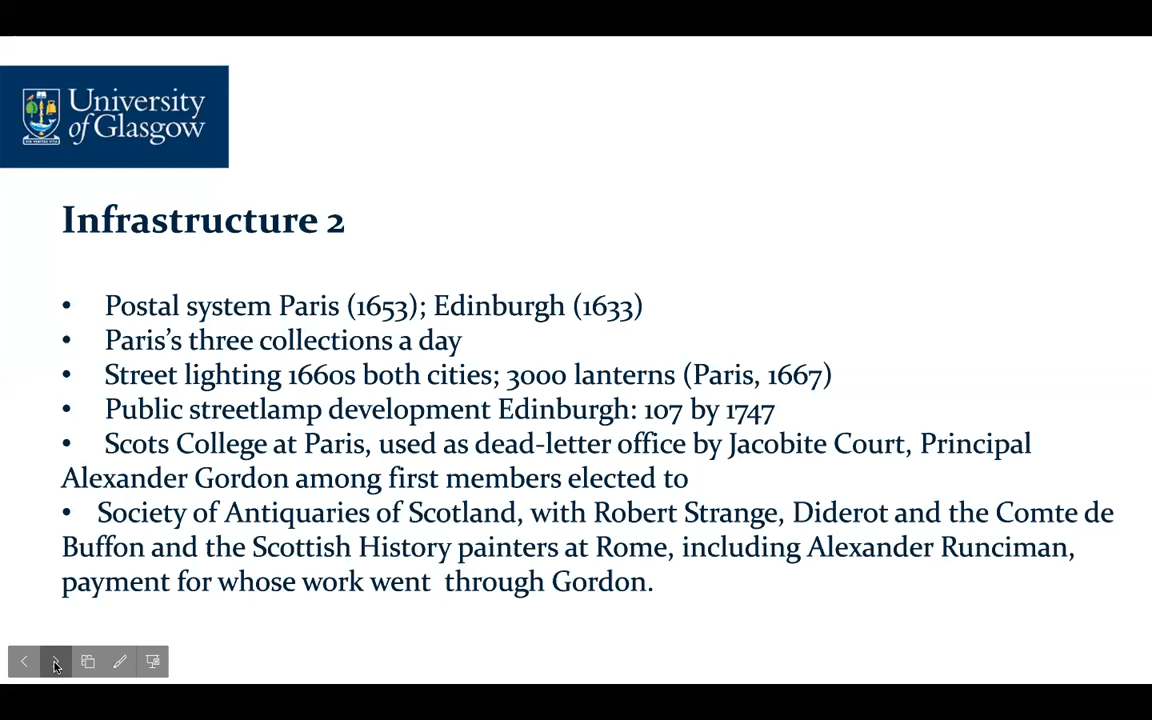 University
of Glasgow
Infrastructure 2
• Postal system Paris (1653); Edinburgh (1633)
• Paris’s three collections a day
• Street lighting 1660s both cities; 3000 lanterns (Paris, 1667)
• Public streetlamp development Edinburgh: 107 by 1747
• Scots College at Paris, used as dead-letter office by Jacobite Court, Principal
Alexander Gordon among first members elected to
• Society of Antiquaries of Scotland, with Robert Strange, Diderot and the Comte de
Buffon and the Scottish History painters at Rome, including Alexander Runciman,
payment for whose work went through Gordon.